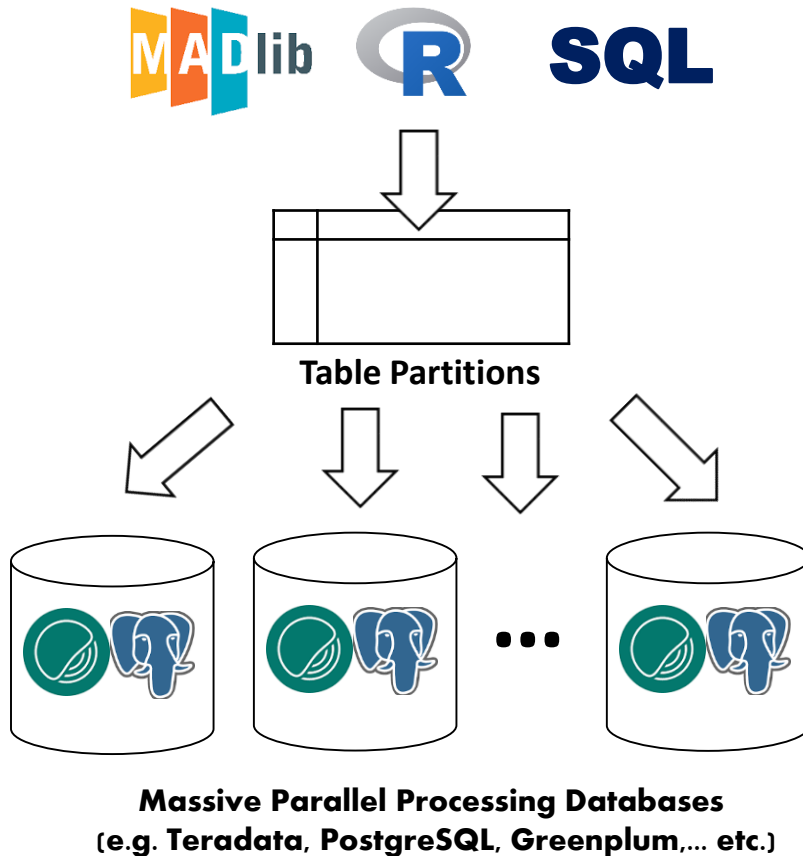 MADlib R SQL
Table Partitions
...
Massive Parallel Processing Databases
(e.g. Teradata, PostgreSQL, Greenplum,... etc.)